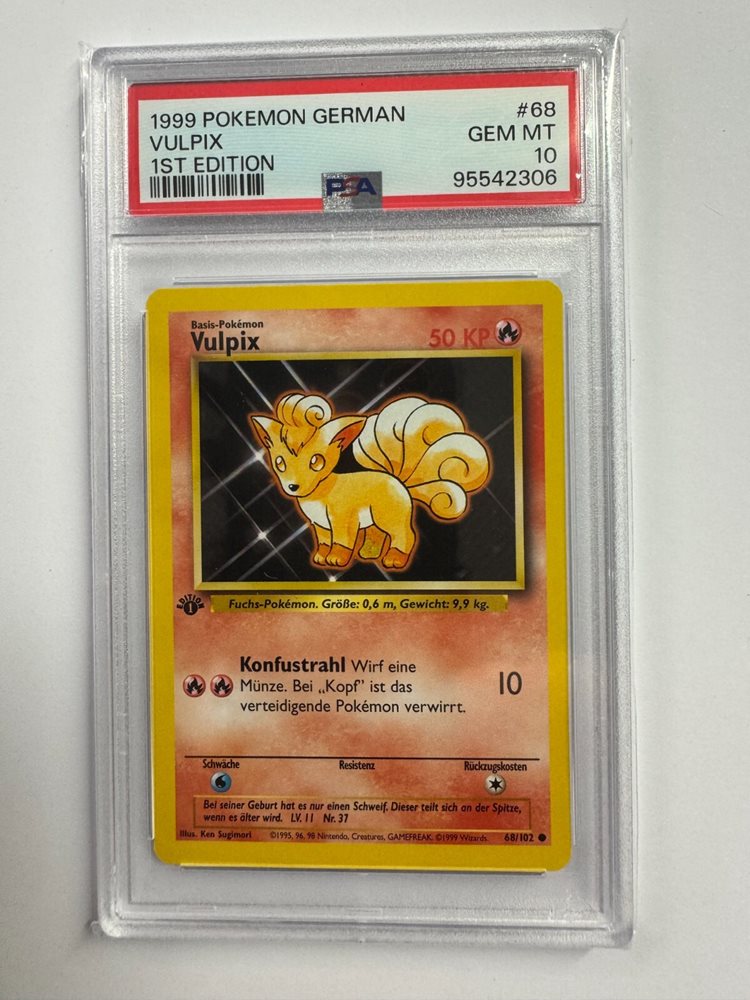 1999 POKEMON GERMAN #68
VULPIX GEM MT
1ST EDITION 10
95542306
PSA
Basis-Pokémon
Vulpix 50 KP
EDITION
1
Fuchs-Pokémon. Größe: 0,6 m, Gewicht: 9,9 kg.
Konfustrahl Wirf eine
Münze. Bei „Kopf" ist das 10
verteidigende Pokémon verwirrt.
Schwäche Resistenz Rückzugskosten
Bei seiner Geburt hat es nur einen Schweif. Dieser teilt sich an der Spitze,
wenn es älter wird. LV. 11 Nr. 37
Illus. Ken Sugimori ©1995, 96, 98 Nintendo, Creatures, GAMEFREAK. ©1999 Wizards. 68/102